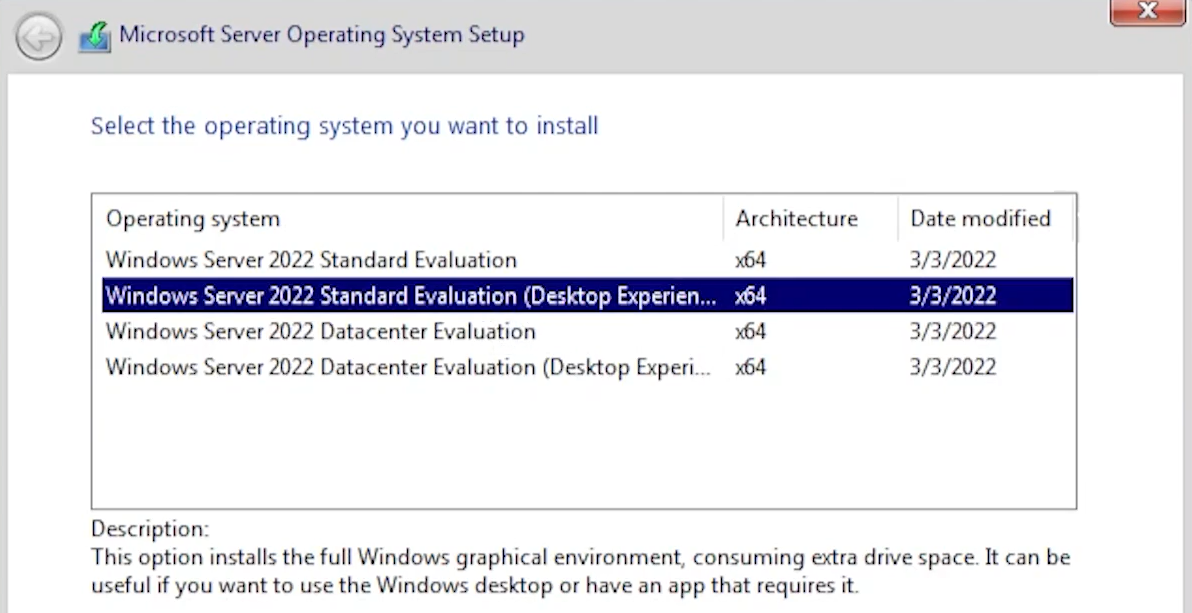 Microsoft Server Operating System Setup
Select the operating system you want to install
Operating system Architecture Date modified
Windows Server 2022 Standard Evaluation x64 3/3/2022
Windows Server 2022 Standard Evaluation (Desktop Experien... x64 3/3/2022
Windows Server 2022 Datacenter Evaluation x64 3/3/2022
Windows Server 2022 Datacenter Evaluation (Desktop Experi... x64 3/3/2022
Description:
This option installs the full Windows graphical environment, consuming extra drive space. It can be
useful if you want to use the Windows desktop or have an app that requires it.